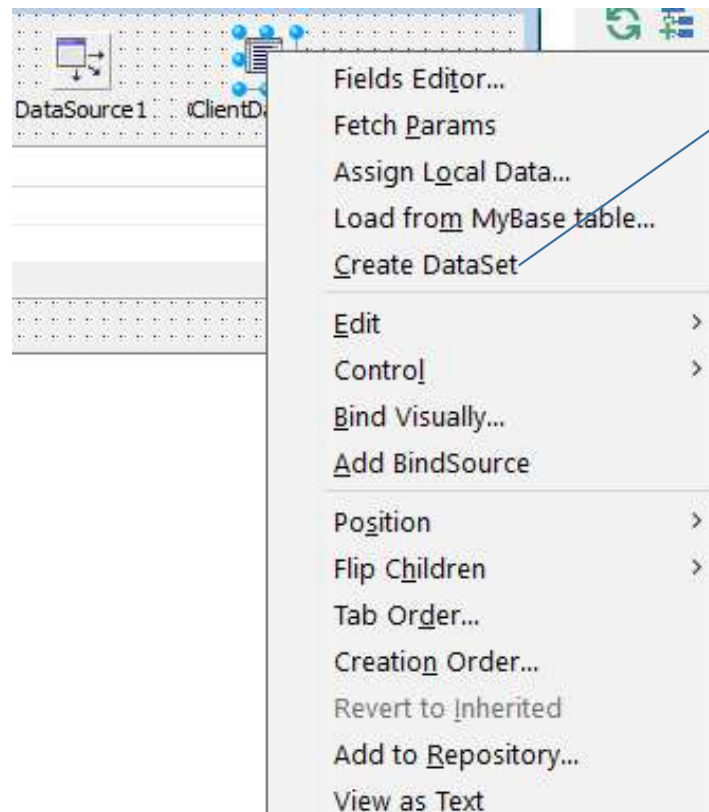 DataSource1
ClientDa
Fields Editor...
Fetch Params
Assign Local Data...
Load from MyBase table...
Create DataSet
Edit
Control
Bind Visually...
Add BindSource
Position
Flip Children
Tab Order...
Creation Order...
Revert to Inherited
Add to Repository...
View as Text